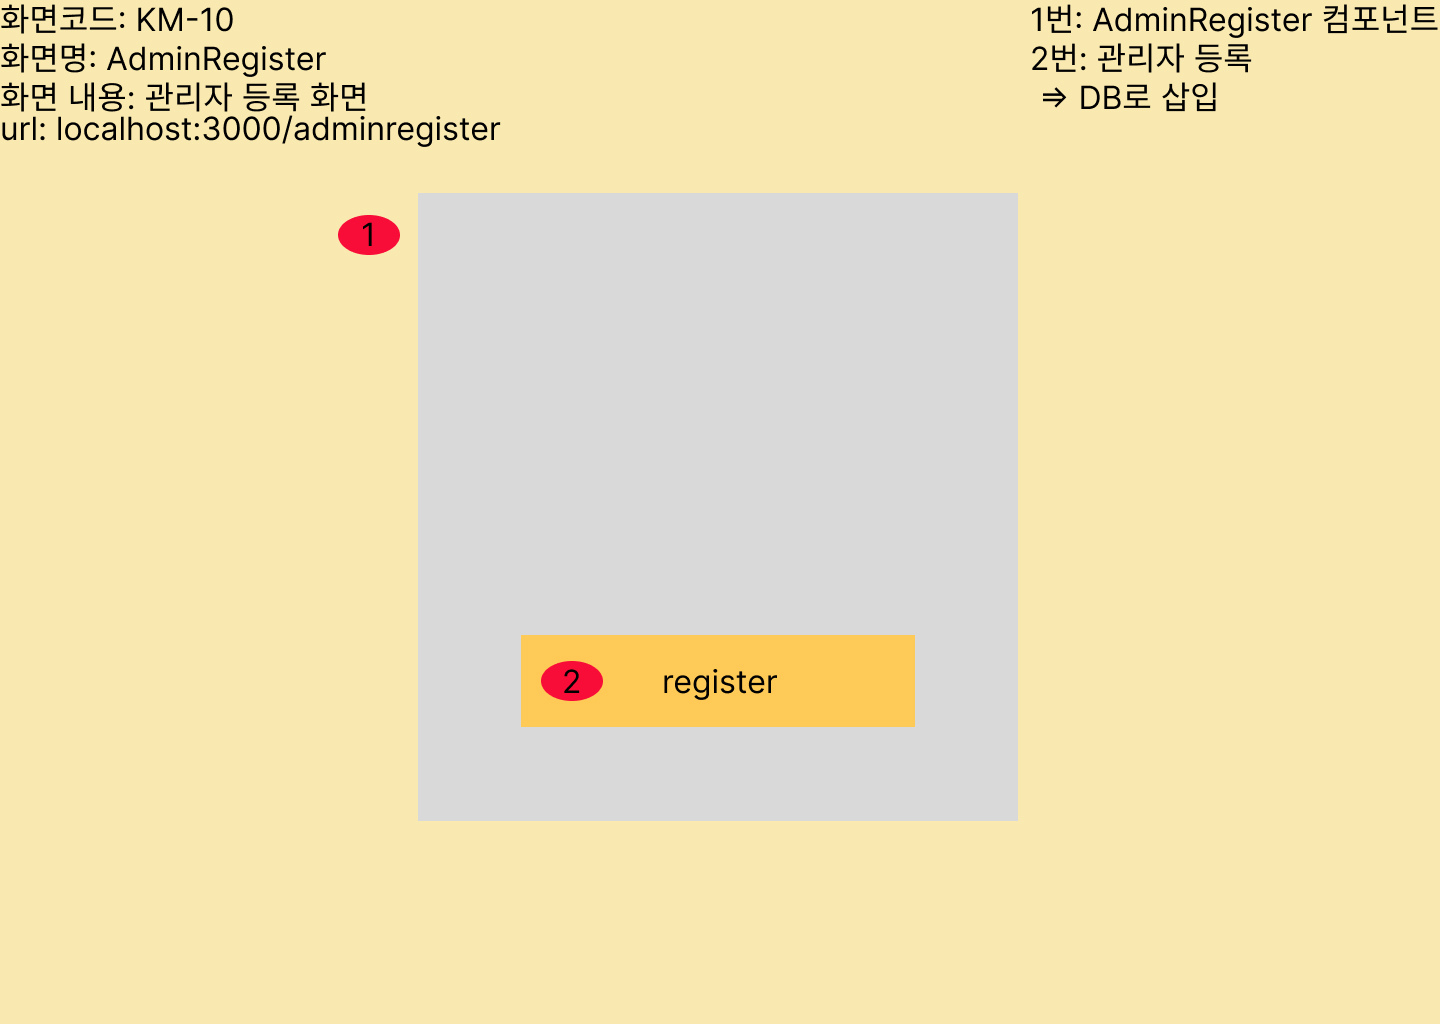 화면코드: KM-10
화면명: AdminRegister
화면 내용: 관리자 등록 화면
url: localhost:3000/adminregister
1번: AdminRegister 컴포넌트
2번: 관리자 등록
⇒ DB로 삽입
1
2
register